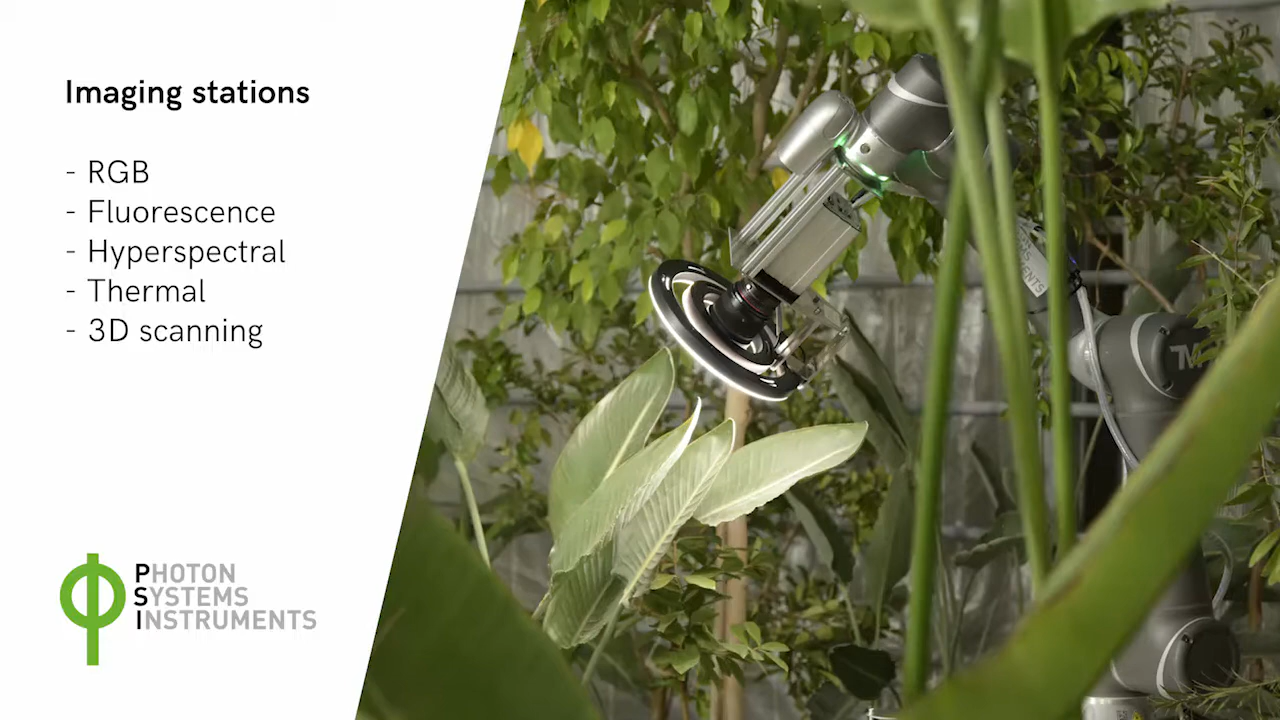 Imaging stations
- RGB
- Fluorescence
- Hyperspectral
- Thermal
- 3D scanning
PHOTON
SYSTEMS
INSTRUMENTS